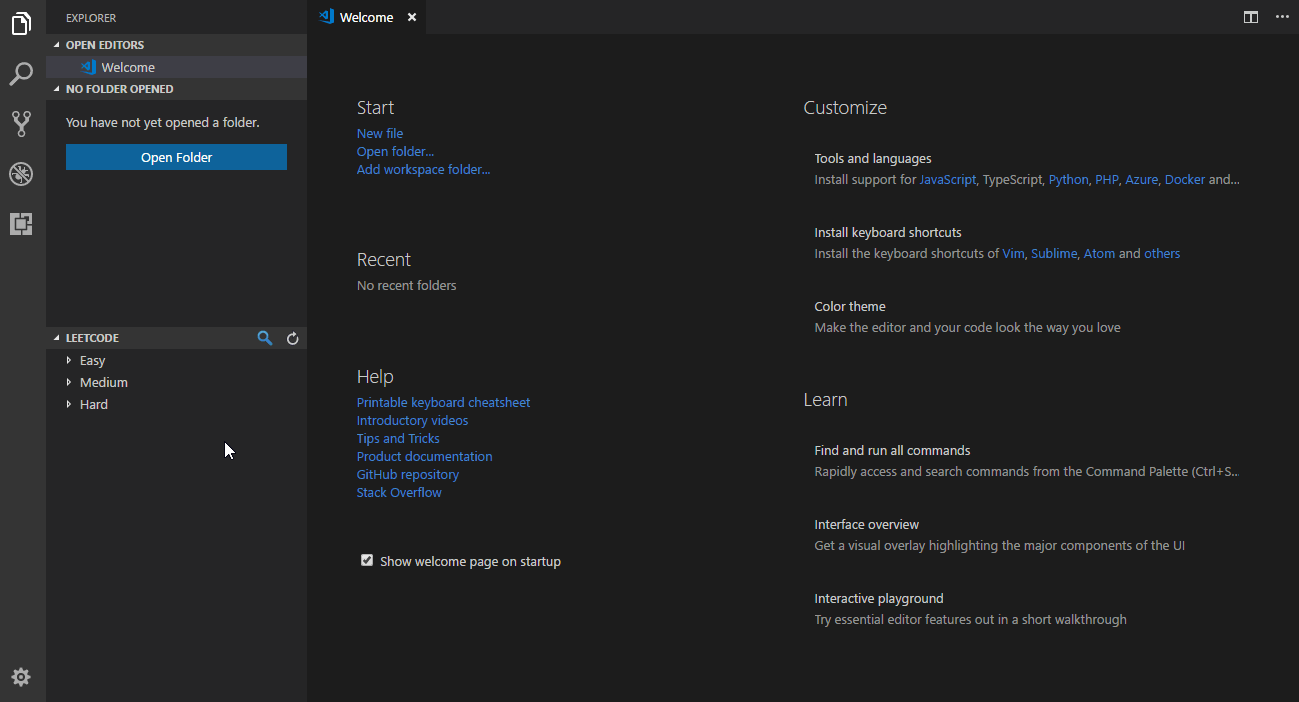 EXPLORER
OPEN EDITORS
Welcome
NO FOLDER OPENED
You have not yet opened a folder.
Open Folder
LEETCODE
Easy
Medium
Hard
Welcome
Start
New file
Open folder...
Add workspace folder...
Recent
No recent folders
Help
Printable keyboard cheatsheet
Introductory videos
Tips and Tricks
Product documentation
GitHub repository
Stack Overflow
Show welcome page on startup
Customize
Tools and languages
Install support for JavaScript, TypeScript, Python, PHP, Azure, Docker and...
Install keyboard shortcuts
Install the keyboard shortcuts of Vim, Sublime, Atom and others
Color theme
Make the editor and your code look the way you love
Learn
Find and run all commands
Rapidly access and search commands from the Command Palette (Ctrl+S...
Interface overview
Get a visual overlay highlighting the major components of the UI
Interactive playground
Try essential editor features out in a short walkthrough